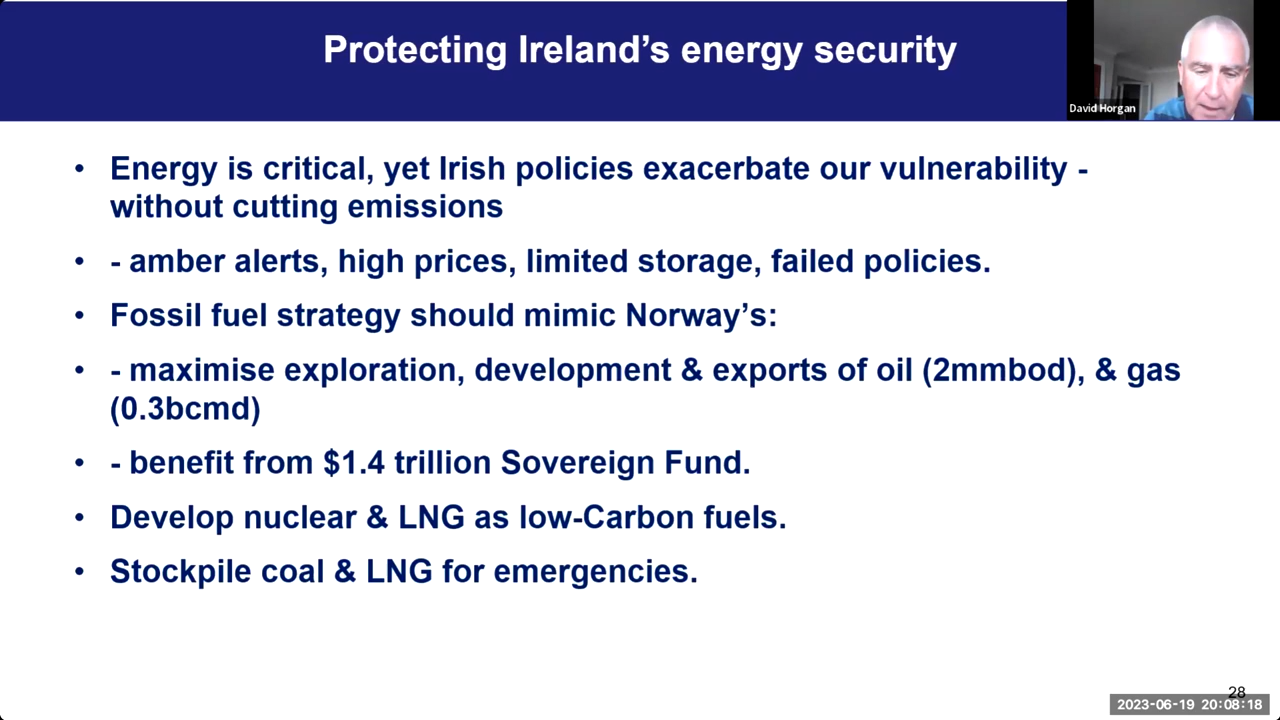 Protecting Ireland’s energy security
David Horgan
• Energy is critical, yet Irish policies exacerbate our vulnerability -
without cutting emissions
• - amber alerts, high prices, limited storage, failed policies.
• Fossil fuel strategy should mimic Norway’s:
• - maximise exploration, development & exports of oil (2mmbod), & gas
(0.3bcmd)
• - benefit from $1.4 trillion Sovereign Fund.
• Develop nuclear & LNG as low-Carbon fuels.
• Stockpile coal & LNG for emergencies.
28
2023-06-19 20:08:18